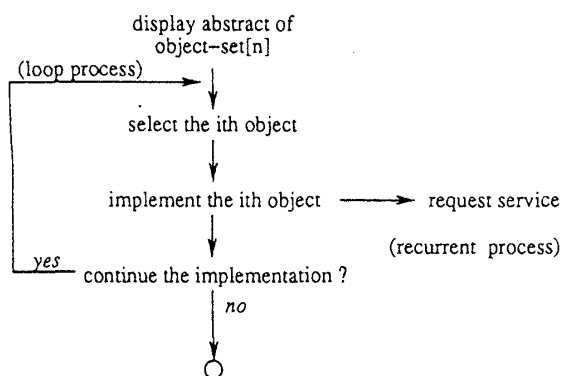 display abstract of
object-set[n]
(loop process)
select the ith object
implement the ith object
request service
(recurrent process)
yes
continue the implementation ?
no